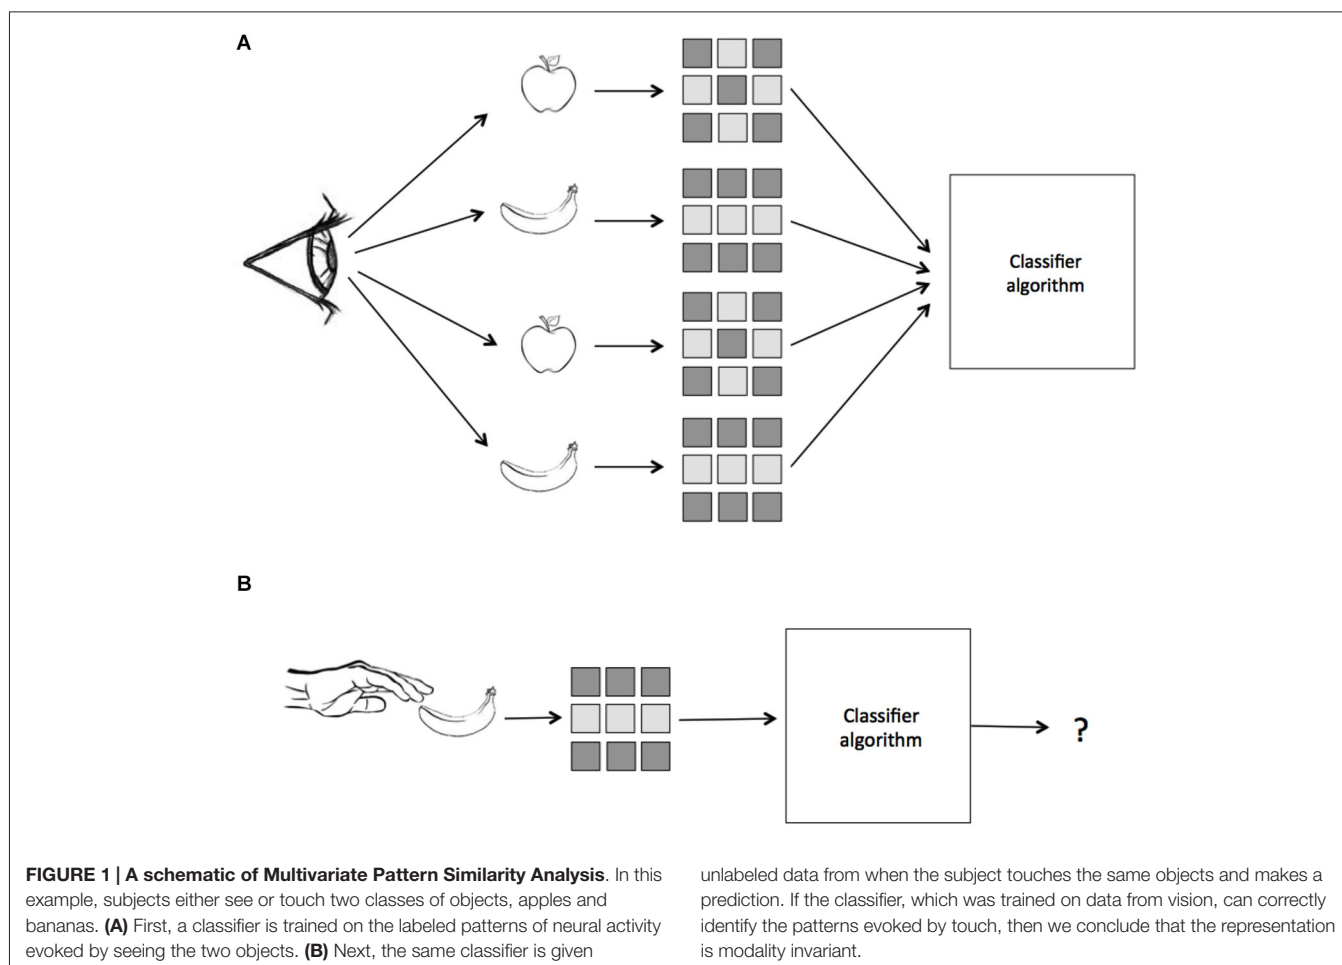 A
Classifier
algorithm
B
Classifier
algorithm
?
FIGURE 1 | A schematic of Multivariate Pattern Similarity Analysis. In this
example, subjects either see or touch two classes of objects, apples and
bananas. (A) First, a classifier is trained on the labeled patterns of neural activity
evoked by seeing the two objects. (B) Next, the same classifier is given
unlabeled data from when the subject touches the same objects and makes a
prediction. If the classifier, which was trained on data from vision, can correctly
identify the patterns evoked by touch, then we conclude that the representation
is modality invariant.